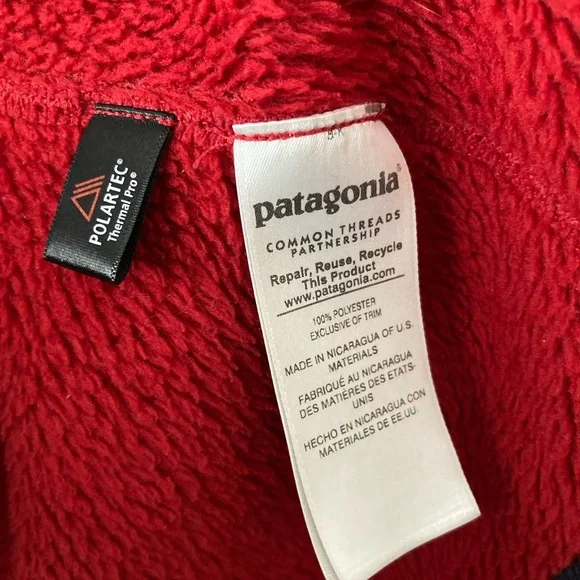 POLARTEC®
Thermal Pro®
patagonia®
COMMON THREADS
PARTNERSHIP
Repair, Reuse, Recycle
This Product
www.patagonia.com
100% POLYESTER
EXCLUSIVE OF TRIM
MADE IN NICARAGUA OF U.S.
MATERIALS
FABRIQUÉ AU NICARAGUA
DES MATIÈRES DES ETATS-
UNIS
HECHO EN NICARAGUA CON
MATERIALES DE EE.UU.